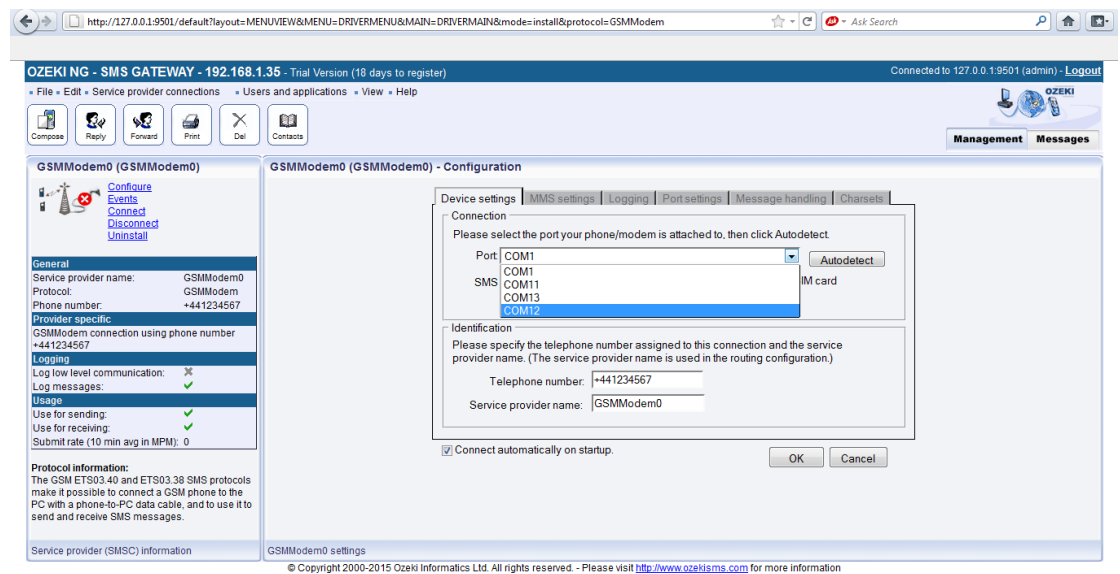 http://127.0.0.1:9501/default?layout=MENUVIEW&MENU=DRIVERMENU&MAIN=DRIVERMAIN&mode=install&protocol=GSMModem
Ask Search
OZEKI NG - SMS GATEWAY - 192.168.1.35 - Trial Version (18 days to register)
Connected to 127.0.0.1:9501 (admin) - Logout
File Edit Service provider connections Users and applications View Help
OZEKI
Compose Reply Forward Print Del Contacts
Management Messages
GSMModem0 (GSMModem0)
Configure
Events
Connect
Disconnect
Uninstall
General
Service provider name: GSMModem0
Protocol: GSMModem
Phone number: +441234567
Provider specific
GSMModem connection using phone number
+441234567
Logging
Log low level communication:
Log messages:
Usage
Use for sending:
Use for receiving:
Submit rate (10 min avg in MPM): 0
Protocol information:
The GSM ETS03.40 and ETS03.38 SMS protocols
make it possible to connect a GSM phone to the
PC with a phone-to-PC data cable, and to use it to
send and receive SMS messages.
Service provider (SMSC) information
GSMModem0 (GSMModem0) - Configuration
Device settings MMS settings Logging Port settings Message handling Charsets
Connection
Please select the port your phone/modem is attached to, then click Autodetect.
Port: COM1 Autodetect
COM1
SMS COM11 IM card
COM13
COM12
Identification
Please specify the telephone number assigned to this connection and the service
provider name. (The service provider name is used in the routing configuration.)
Telephone number: +441234567
Service provider name: GSMModem0
Connect automatically on startup.
OK Cancel
GSMModem0 settings
© Copyright 2000-2015 Ozeki Informatics Ltd. All rights reserved. - Please visit http://www.ozekisms.com for more information